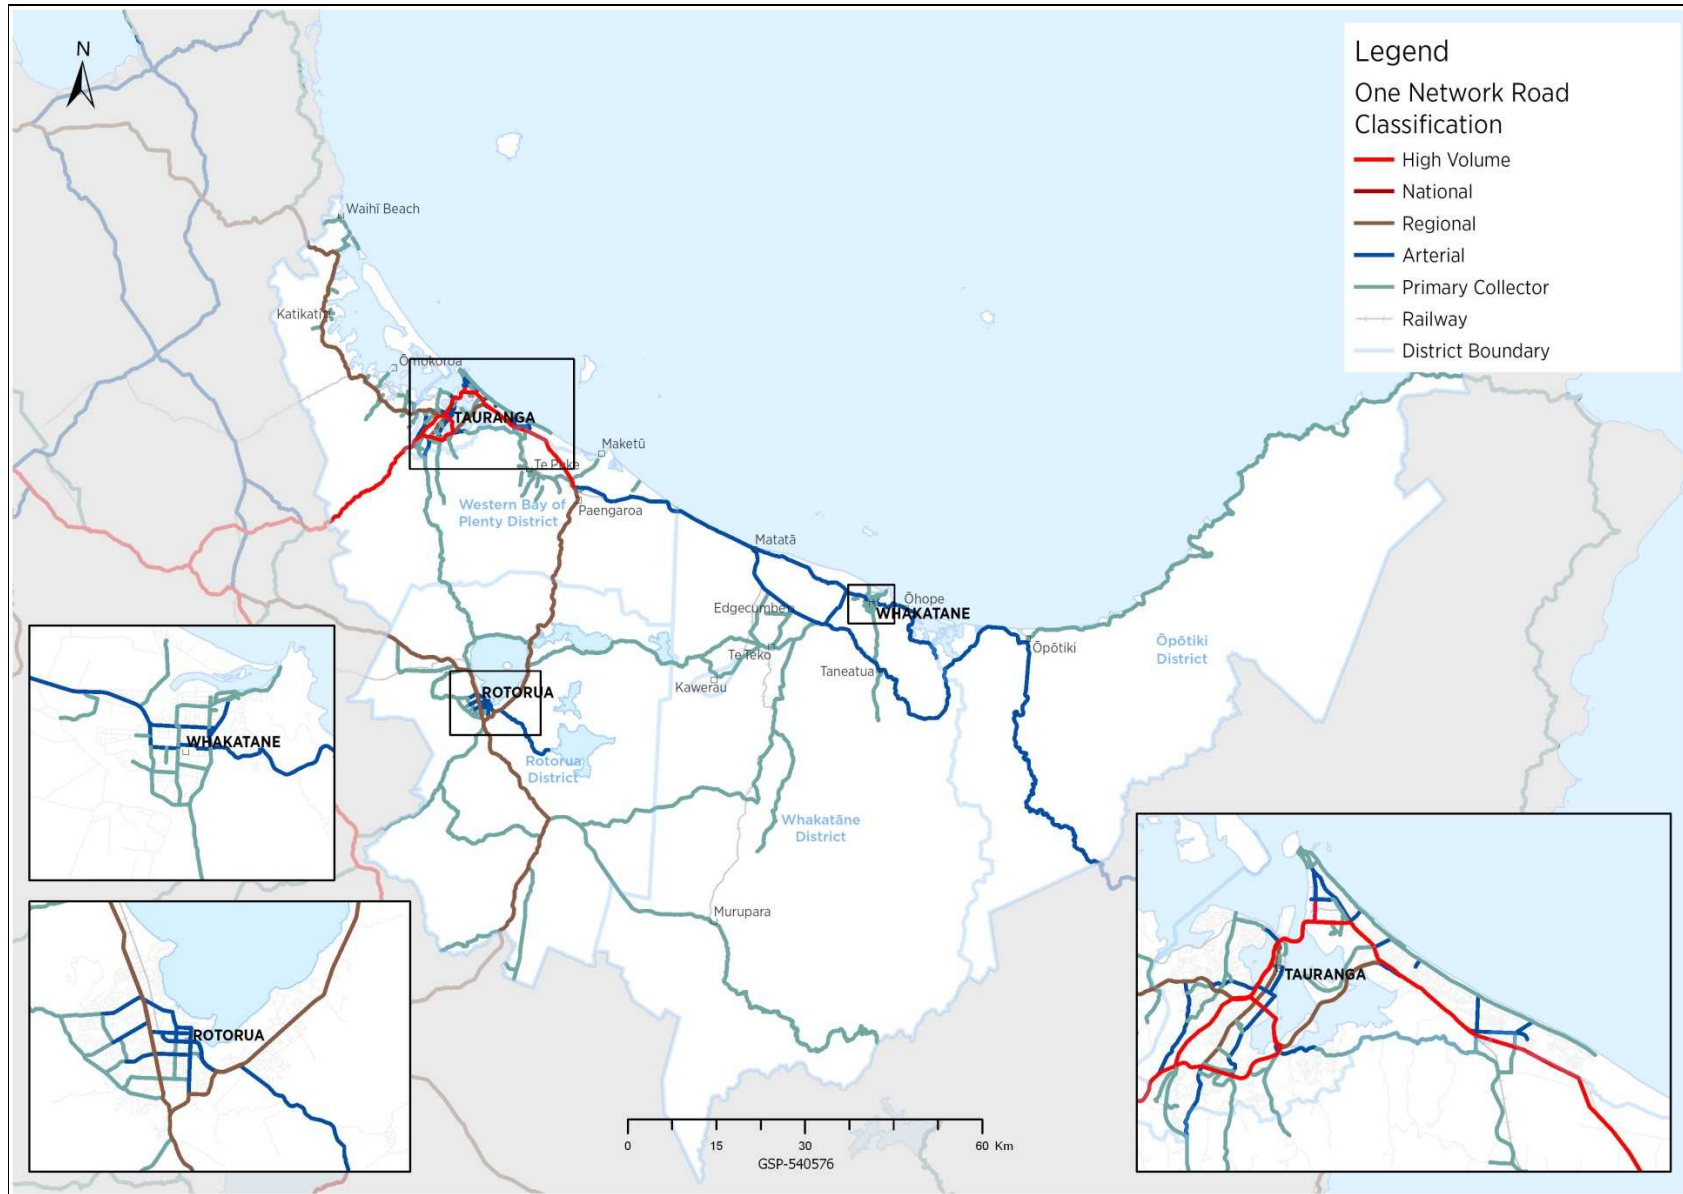 N
Legend
One Network Road
Classification
High Volume
National
Regional
Arterial
Primary Collector
Railway
District Boundary
Waihī Beach
Katikati
Ōmokoroa
TAURANGA
Maketū
Te Puke
Western Bay of
Plenty District
Paengaroa
Matatā
Edgecumbe
Ōhope
WHAKATANE
Te Teko
Kawerau
Taneatua
Ōpōtiki
Ōpōtiki
District
ROTORUA
Rotorua
District
Whakatāne
District
Murupara
WHAKATANE
ROTORUA
TAURANGA
0 15 30 60 Km
GSP-540576